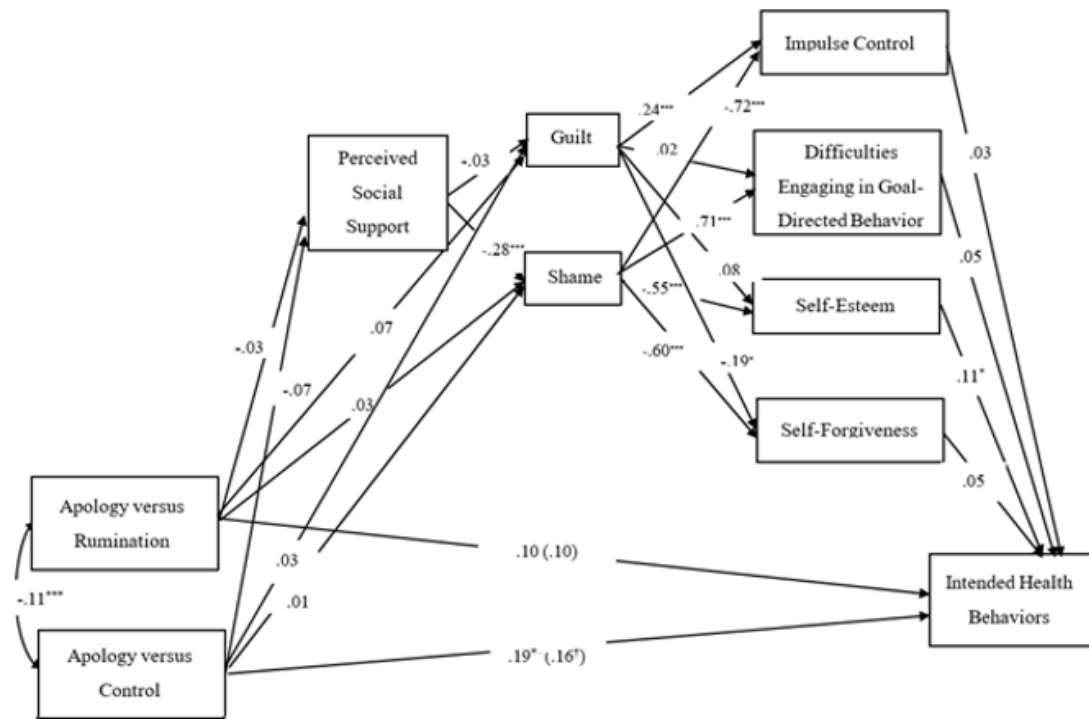 Impulse Control
.24***
-.72***
Guilt
Perceived
Social
Support
-.03
.02
Difficulties
Engaging in Goal-
Directed Behavior
.03
-.28***
.71***
Shame
.08
.05
-.55***
Self-Esteem
.07
-.03
-.60***
-.19*
.11*
-.07
.03
Self-Forgiveness
.05
Apology versus
Rumination
.03
.10 (.10)
Intended Health
Behaviors
-.11***
.01
Apology versus
Control
.19* (.16†)